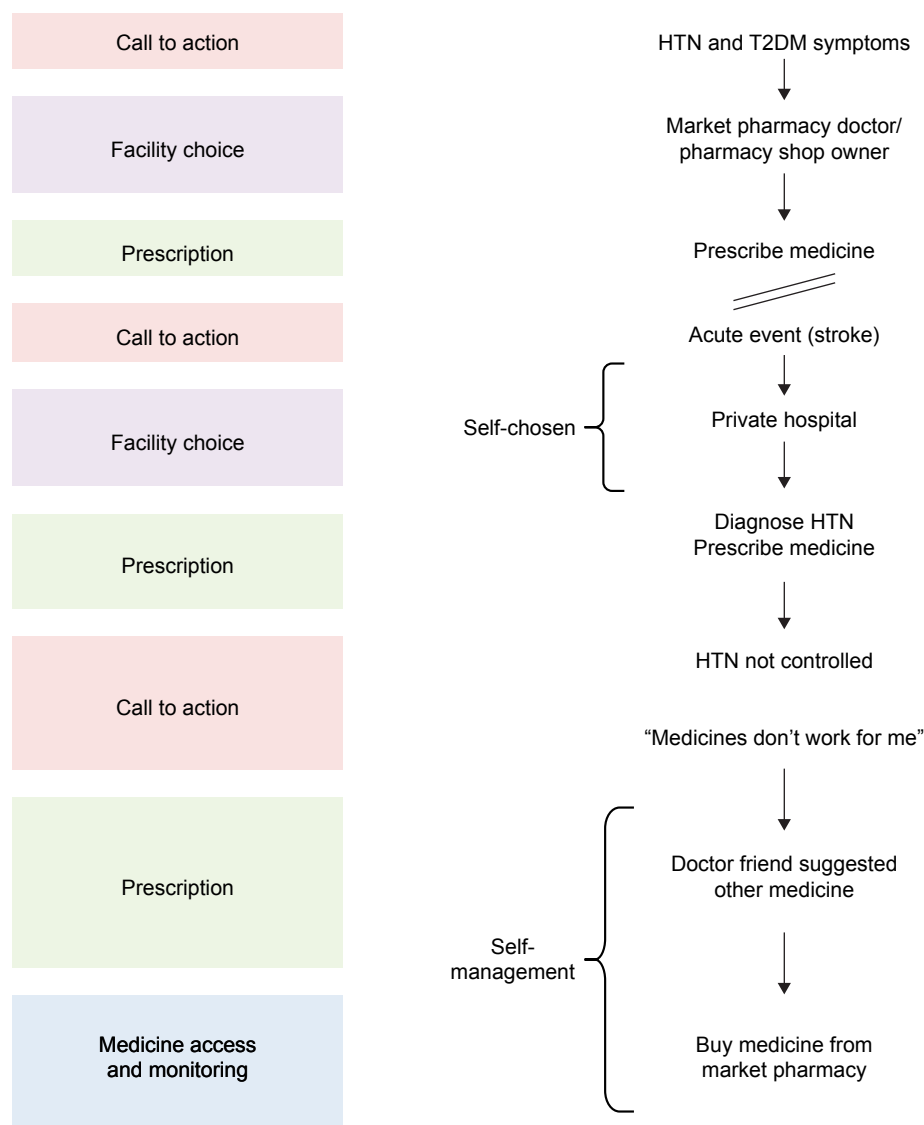 Call to action
HTN and T2DM symptoms
Facility choice
Market pharmacy doctor/
pharmacy shop owner
Prescription
Prescribe medicine
Call to action
Acute event (stroke)
Facility choice
Self-chosen
Private hospital
Prescription
Diagnose HTN
Prescribe medicine
Call to action
HTN not controlled
“Medicines don’t work for me”
Prescription
Doctor friend suggested
other medicine
Self-
management
Medicine access
and monitoring
Buy medicine from
market pharmacy